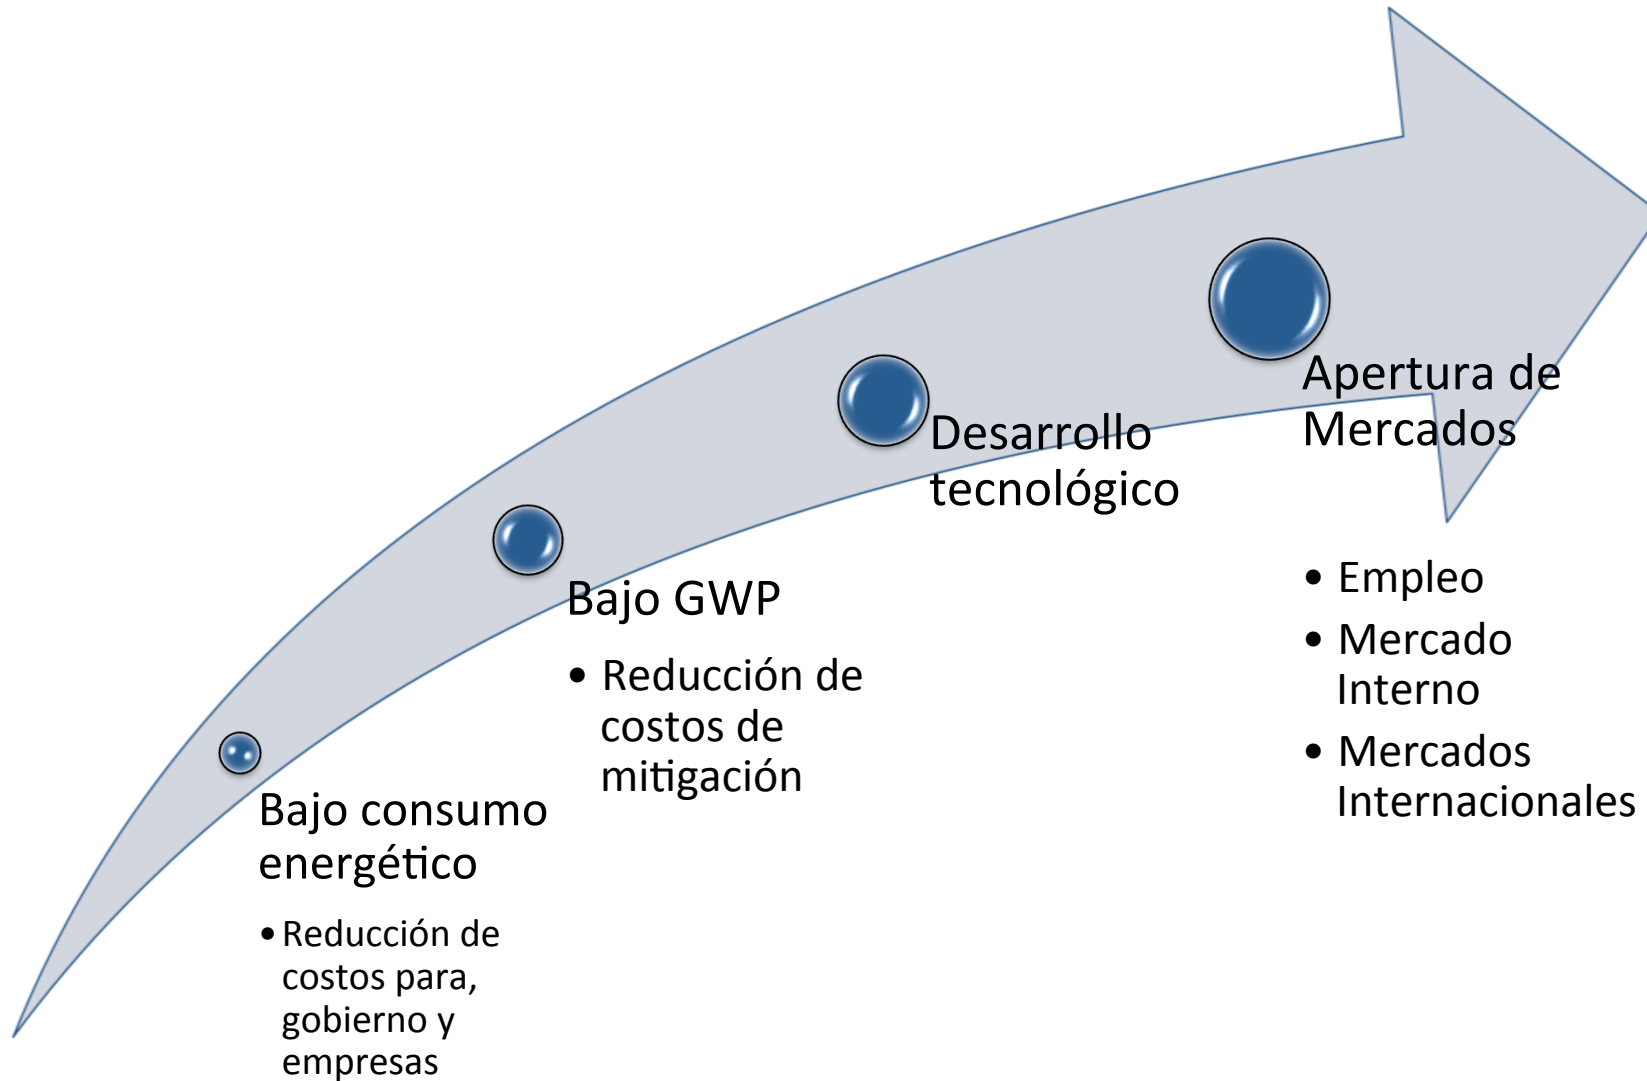 Bajo consumo
energético
• Reducción de
costos para,
gobierno y
empresas
Bajo GWP
• Reducción de
costos de
mitigación
Desarrollo
tecnológico
Apertura de
Mercados
• Empleo
• Mercado
Interno
• Mercados
Internacionales